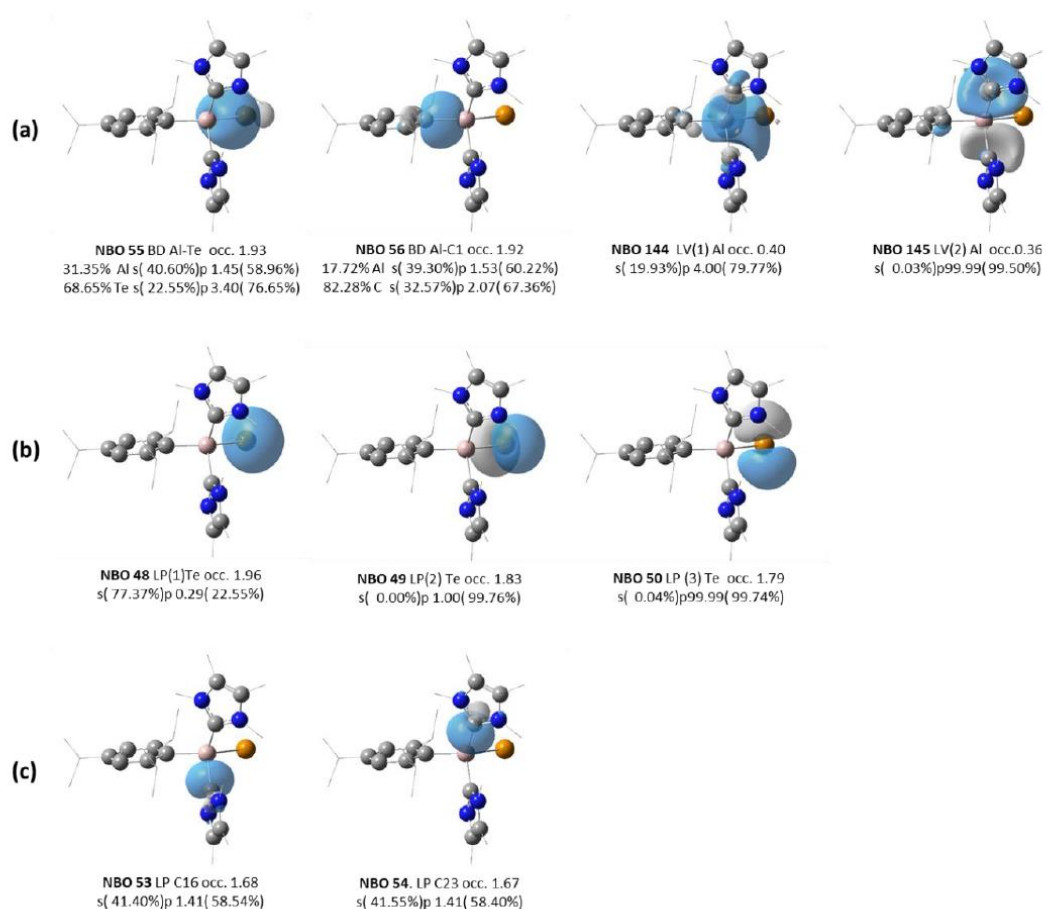 (a)
NBO 55 BD Al-Te occ. 1.93
31.35% Al s( 40.60%)p 1.45( 58.96%)
68.65% Te s( 22.55%)p 3.40( 76.65%)
NBO 56 BD Al-C1 occ. 1.92
17.72% Al s( 39.30%)p 1.53( 60.22%)
82.28% C s( 32.57%)p 2.07( 67.36%)
NBO 144 LV(1) Al occ. 0.40
s( 19.93%)p 4.00( 79.77%)
NBO 145 LV(2) Al occ.0.36
s( 0.03%)p99.99( 99.50%)
(b)
NBO 48 LP(1)Te occ. 1.96
s( 77.37%)p 0.29( 22.55%)
NBO 49 LP(2) Te occ. 1.83
s( 0.00%)p 1.00( 99.76%)
NBO 50 LP (3) Te occ. 1.79
s( 0.04%)p99.99( 99.74%)
(c)
NBO 53 LP C16 occ. 1.68
s( 41.40%)p 1.41( 58.54%)
NBO 54. LP C23 occ. 1.67
s( 41.55%)p 1.41( 58.40%)